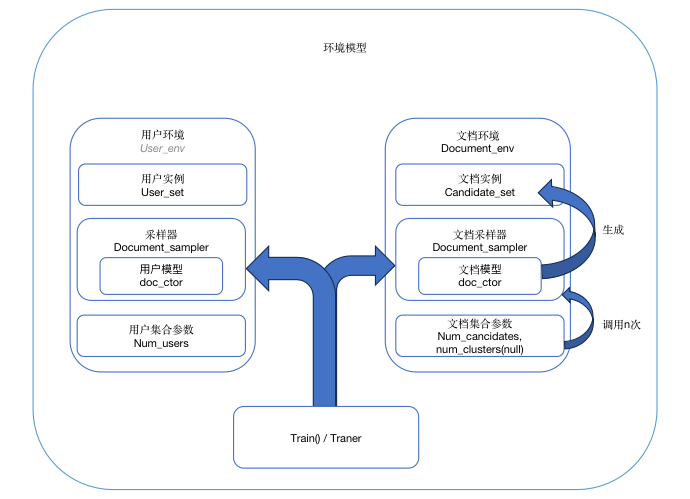 环境模型
用户环境
User_env
用户实例
User_set
采样器
Document_sampler
用户模型
doc_ctor
用户集合参数
Num_users
文档环境
Document_env
文档实例
Candidate_set
文档采样器
Document_sampler
文档模型
doc_ctor
文档集合参数
Num_cancidates,
num_clusters(null)
生成
调用n次
Train() / Traner